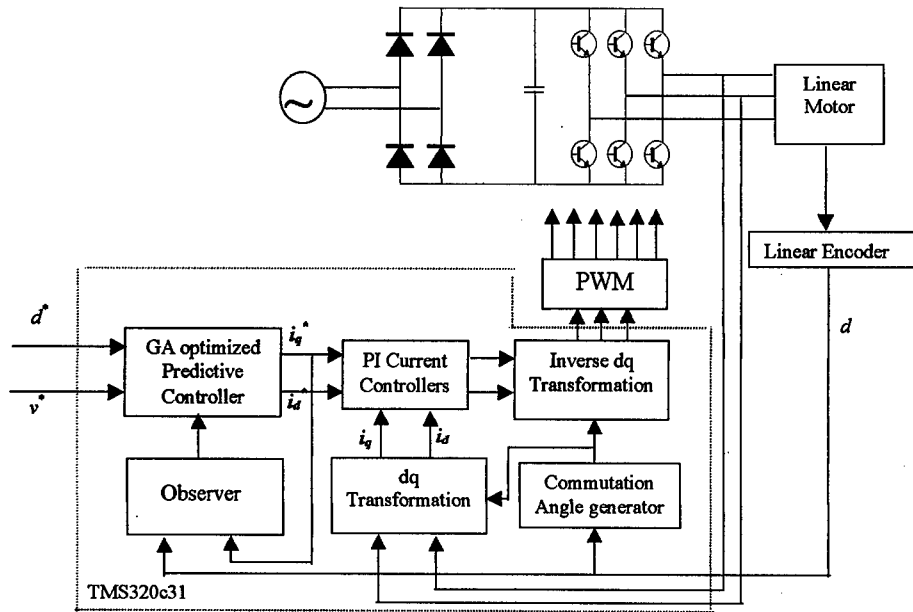 ~
Linear
Motor
Linear Encoder
PWM
d*
d
GA optimized
Predictive
Controller
iq*
PI Current
Controllers
Inverse dq
Transformation
v*
id*
iq
id
Observer
dq
Transformation
Commutation
Angle generator
TMS320c31